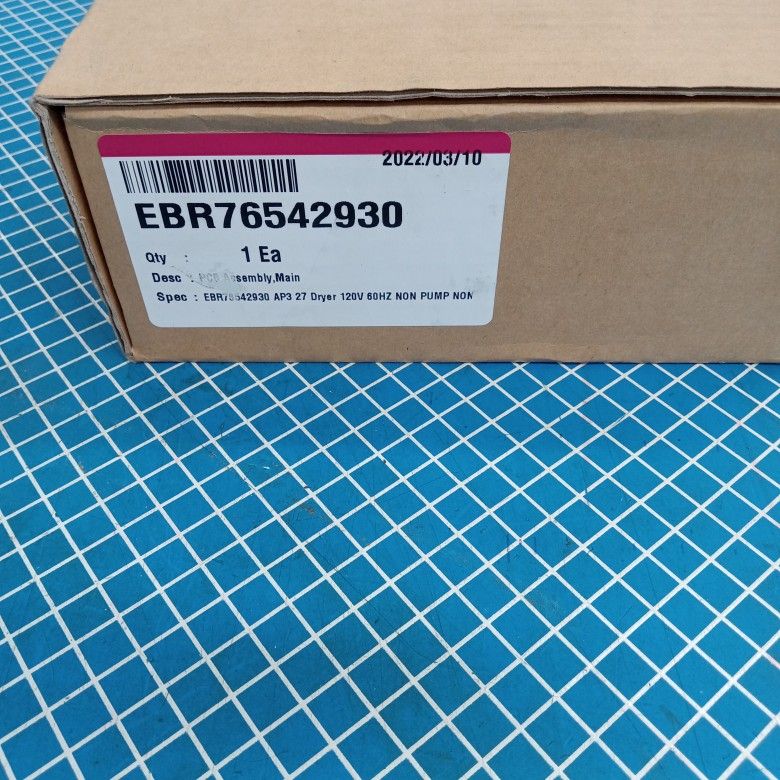 2022/03/10
EBR76542930
Qty : 1 Ea
Desc : PCB Assembly,Main
Spec : EBR76542930 AP3 27 Dryer 120V 60HZ NON PUMP NON